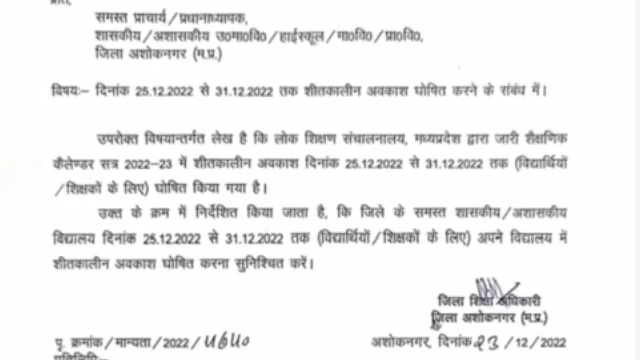 प्रति,
समस्त प्राचार्य/प्रधानाध्यापक,
शासकीय/अशासकीय उ०मा०वि०/हाईस्कूल/मा०वि०/प्रा०वि०,
जिला अशोकनगर (म.प्र.)
विषयः– दिनांक 25.12.2022 से 31.12.2022 तक शीतकालीन अवकाश घोषित करने के संबंध में।
उपरोक्त विषयान्तर्गत लेख है कि लोक शिक्षण संचालनालय, मध्यप्रदेश द्वारा जारी शैक्षणिक
कैलेण्डर सत्र 2022-23 में शीतकालीन अवकाश दिनांक 25.12.2022 से 31.12.2022 तक (विद्यार्थियों
/शिक्षकों के लिए) घोषित किया गया है।
उक्त के क्रम में निर्देशित किया जाता है, कि जिले के समस्त शासकीय/अशासकीय
विद्यालय दिनांक 25.12.2022 से 31.12.2022 तक (विद्यार्थियों/शिक्षकों के लिए) अपने विद्यालय में
शीतकालीन अवकाश घोषित करना सुनिश्चित करें।
जिला शिक्षा अधिकारी
जिला अशोकनगर (म.प्र.)
पृ. क्रमांक/मान्यता/2022/ अशोकनगर, दिनांक 23/12/2022